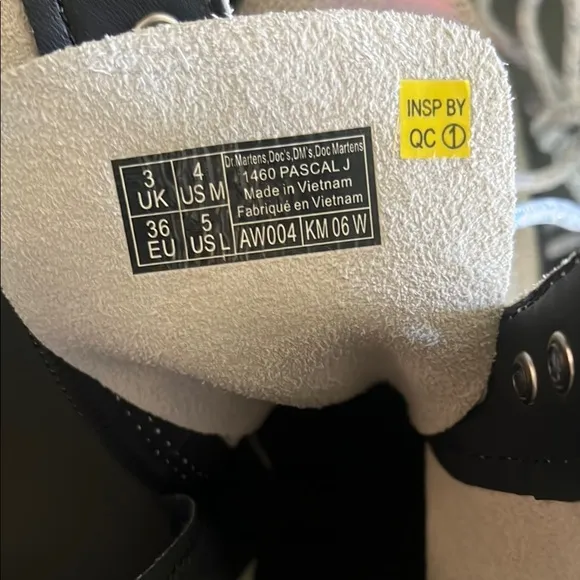 INSP BY
QC 1
3 UK
4 US M
Dr.Martens,Doc's,DM's,Doc Martens
1460 PASCAL J
Made in Vietnam
Fabriqué en Vietnam
36 EU
5 US L
AW004
KM 06 W